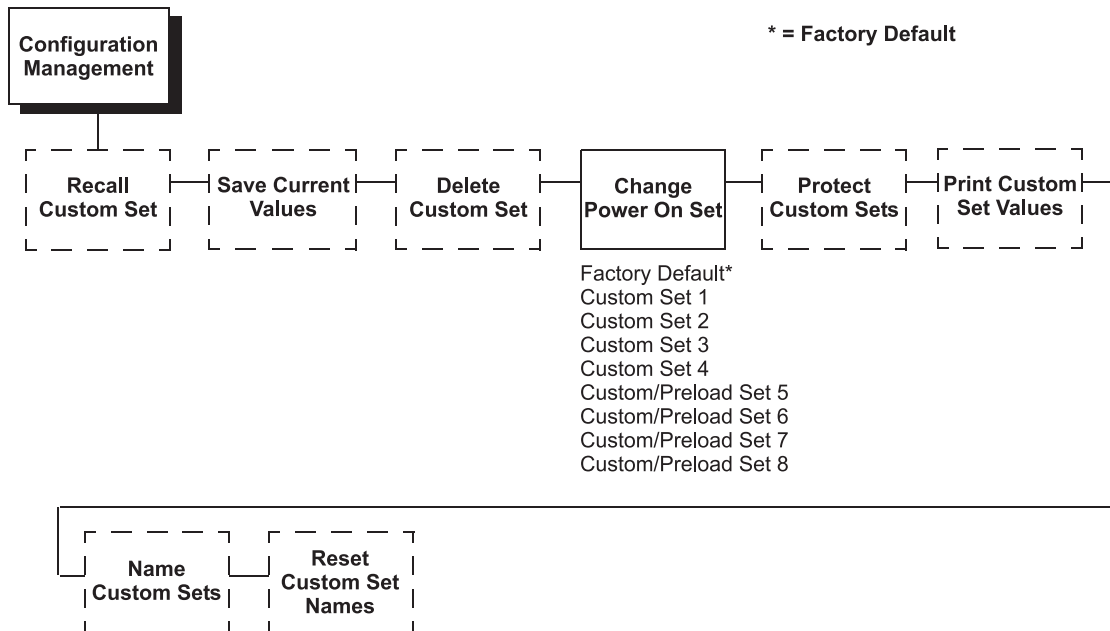 Configuration
Management
* = Factory Default
Recall
Custom Set
Save Current
Values
Delete
Custom Set
Change
Power On Set
Protect
Custom Sets
Print Custom
Set Values
Factory Default*
Custom Set 1
Custom Set 2
Custom Set 3
Custom Set 4
Custom/Preload Set 5
Custom/Preload Set 6
Custom/Preload Set 7
Custom/Preload Set 8
Name
Custom Sets
Reset
Custom Set
Names